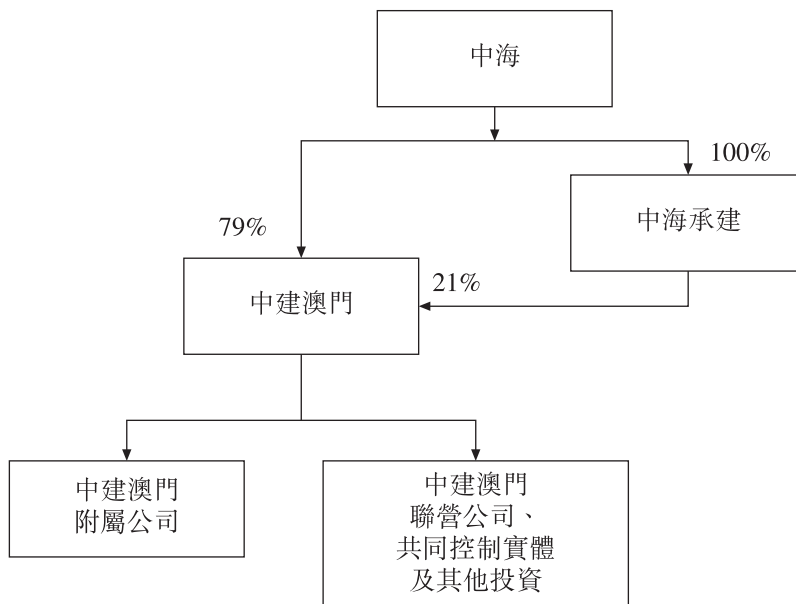 中海
100%
中海承建
79%
中建澳門
21%
中建澳門
附屬公司
中建澳門
聯營公司、
共同控制實體
及其他投資